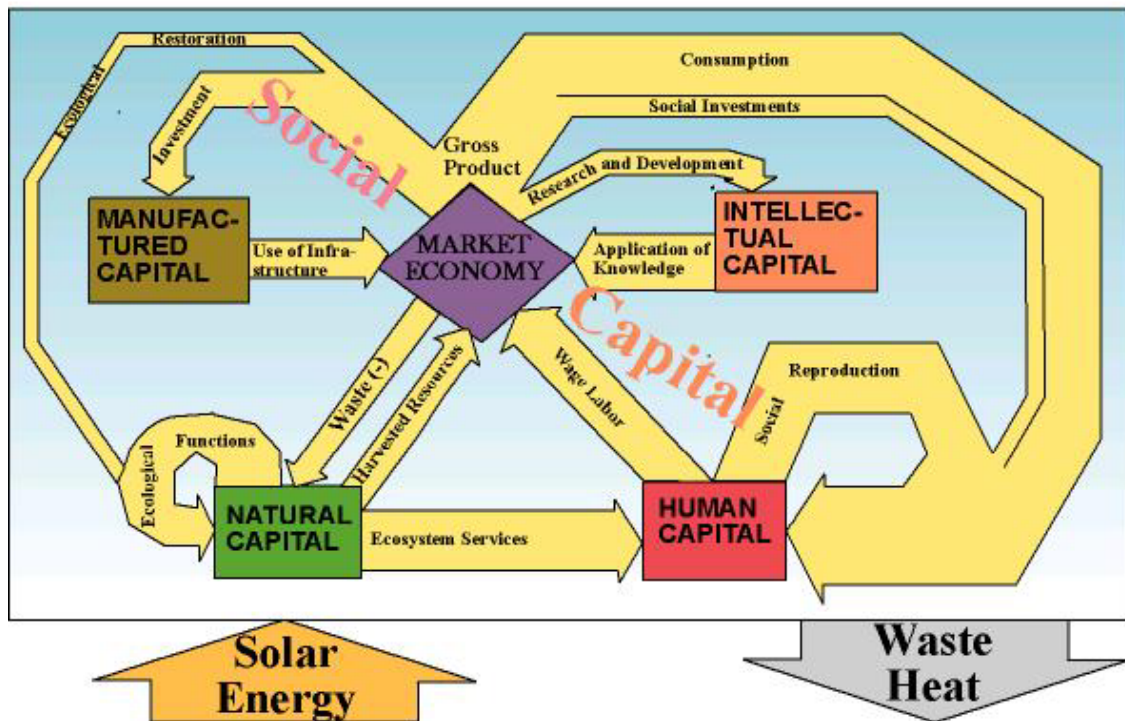 Restoration
Ecological
Investment
Social
Consumption
Social Investments
Gross
Product
Research and Development
MANUFAC-
TURED
CAPITAL
Use of Infra-
structure
MARKET
ECONOMY
Application of
Knowledge
INTELLEC-
TUAL
CAPITAL
Capital
Waste (-)
Harvested Resources
Wage Labor
Social
Reproduction
Ecological
Functions
NATURAL
CAPITAL
Ecosystem Services
HUMAN
CAPITAL
Solar
Energy
Waste
Heat